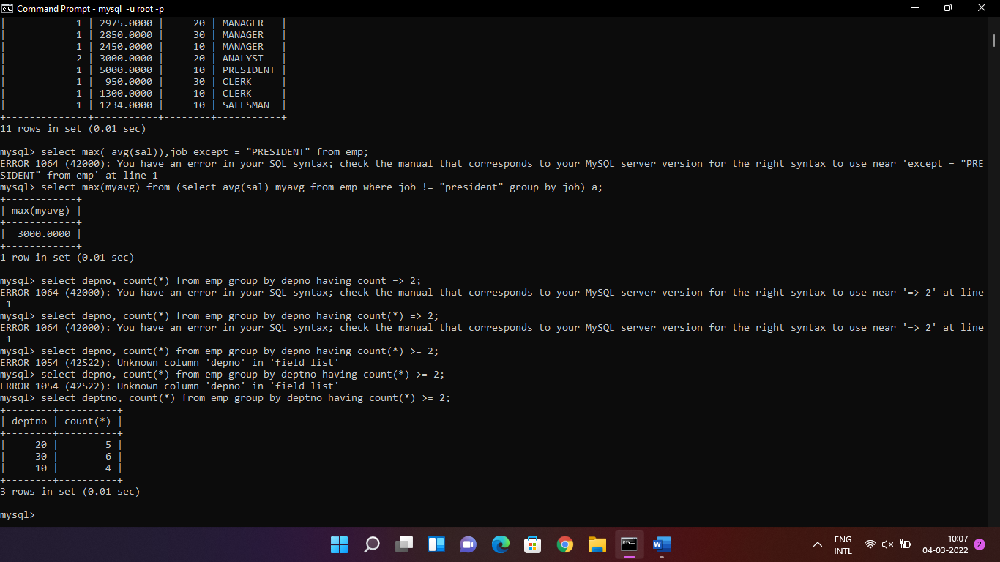 Command Prompt - mysql -u root -p
| 1 | 2975.0000 | 20 | MANAGER |
| 1 | 2850.0000 | 30 | MANAGER |
| 1 | 2450.0000 | 10 | MANAGER |
| 2 | 3000.0000 | 20 | ANALYST |
| 1 | 5000.0000 | 10 | PRESIDENT |
| 1 | 950.0000 | 30 | CLERK |
| 1 | 1300.0000 | 10 | CLERK |
| 1 | 1234.0000 | 10 | SALESMAN |
+--------------+-----------+--------+-----------+
11 rows in set (0.01 sec)
mysql> select max( avg(sal)),job except = "PRESIDENT" from emp;
ERROR 1064 (42000): You have an error in your SQL syntax; check the manual that corresponds to your MySQL server version for the right syntax to use near 'except = "PRE
SIDENT" from emp' at line 1
mysql> select max(myavg) from (select avg(sal) myavg from emp where job != "president" group by job) a;
+------------+
| max(myavg) |
+------------+
| 3000.0000 |
+------------+
1 row in set (0.01 sec)
mysql> select depno, count(*) from emp group by depno having count => 2;
ERROR 1064 (42000): You have an error in your SQL syntax; check the manual that corresponds to your MySQL server version for the right syntax to use near '=> 2' at line
1
mysql> select depno, count(*) from emp group by depno having count(*) => 2;
ERROR 1064 (42000): You have an error in your SQL syntax; check the manual that corresponds to your MySQL server version for the right syntax to use near '=> 2' at line
1
mysql> select depno, count(*) from emp group by depno having count(*) >= 2;
ERROR 1054 (42S22): Unknown column 'depno' in 'field list'
mysql> select depno, count(*) from emp group by deptno having count(*) >= 2;
ERROR 1054 (42S22): Unknown column 'depno' in 'field list'
mysql> select deptno, count(*) from emp group by deptno having count(*) >= 2;
+--------+----------+
| deptno | count(*) |
+--------+----------+
| 20 | 5 |
| 30 | 6 |
| 10 | 4 |
+--------+----------+
3 rows in set (0.01 sec)
mysql>
ENG
INTL
10:07
04-03-2022
2